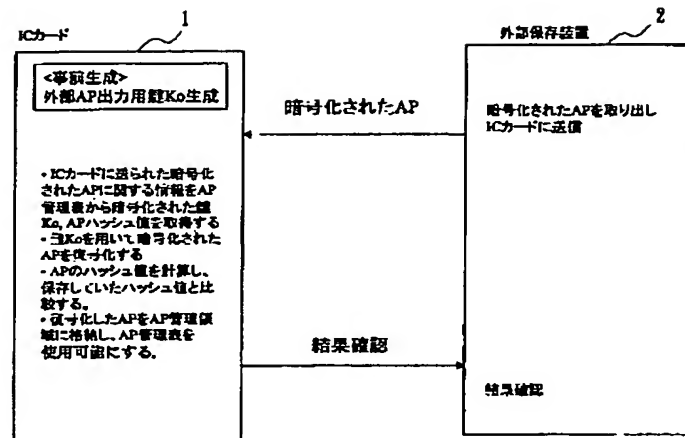 ICカード
1
<事前生成>
外部AP出力用鍵Ko生成
・ICカードに送られた暗号化
されたAPに関する情報をAP
管理表から暗号化された鍵
Ko, APハッシュ値を取得する
・鍵Koを用いて暗号化された
APを復号化する
・APのハッシュ値を計算し、
保存していたハッシュ値と比
較する。
・復号化したAPをAP管理領
域に格納し、AP管理表を
使用可能にする。
暗号化されたAP
結果確認
外部保存装置
2
暗号化されたAPを取り出し
ICカードに送信
結果確認